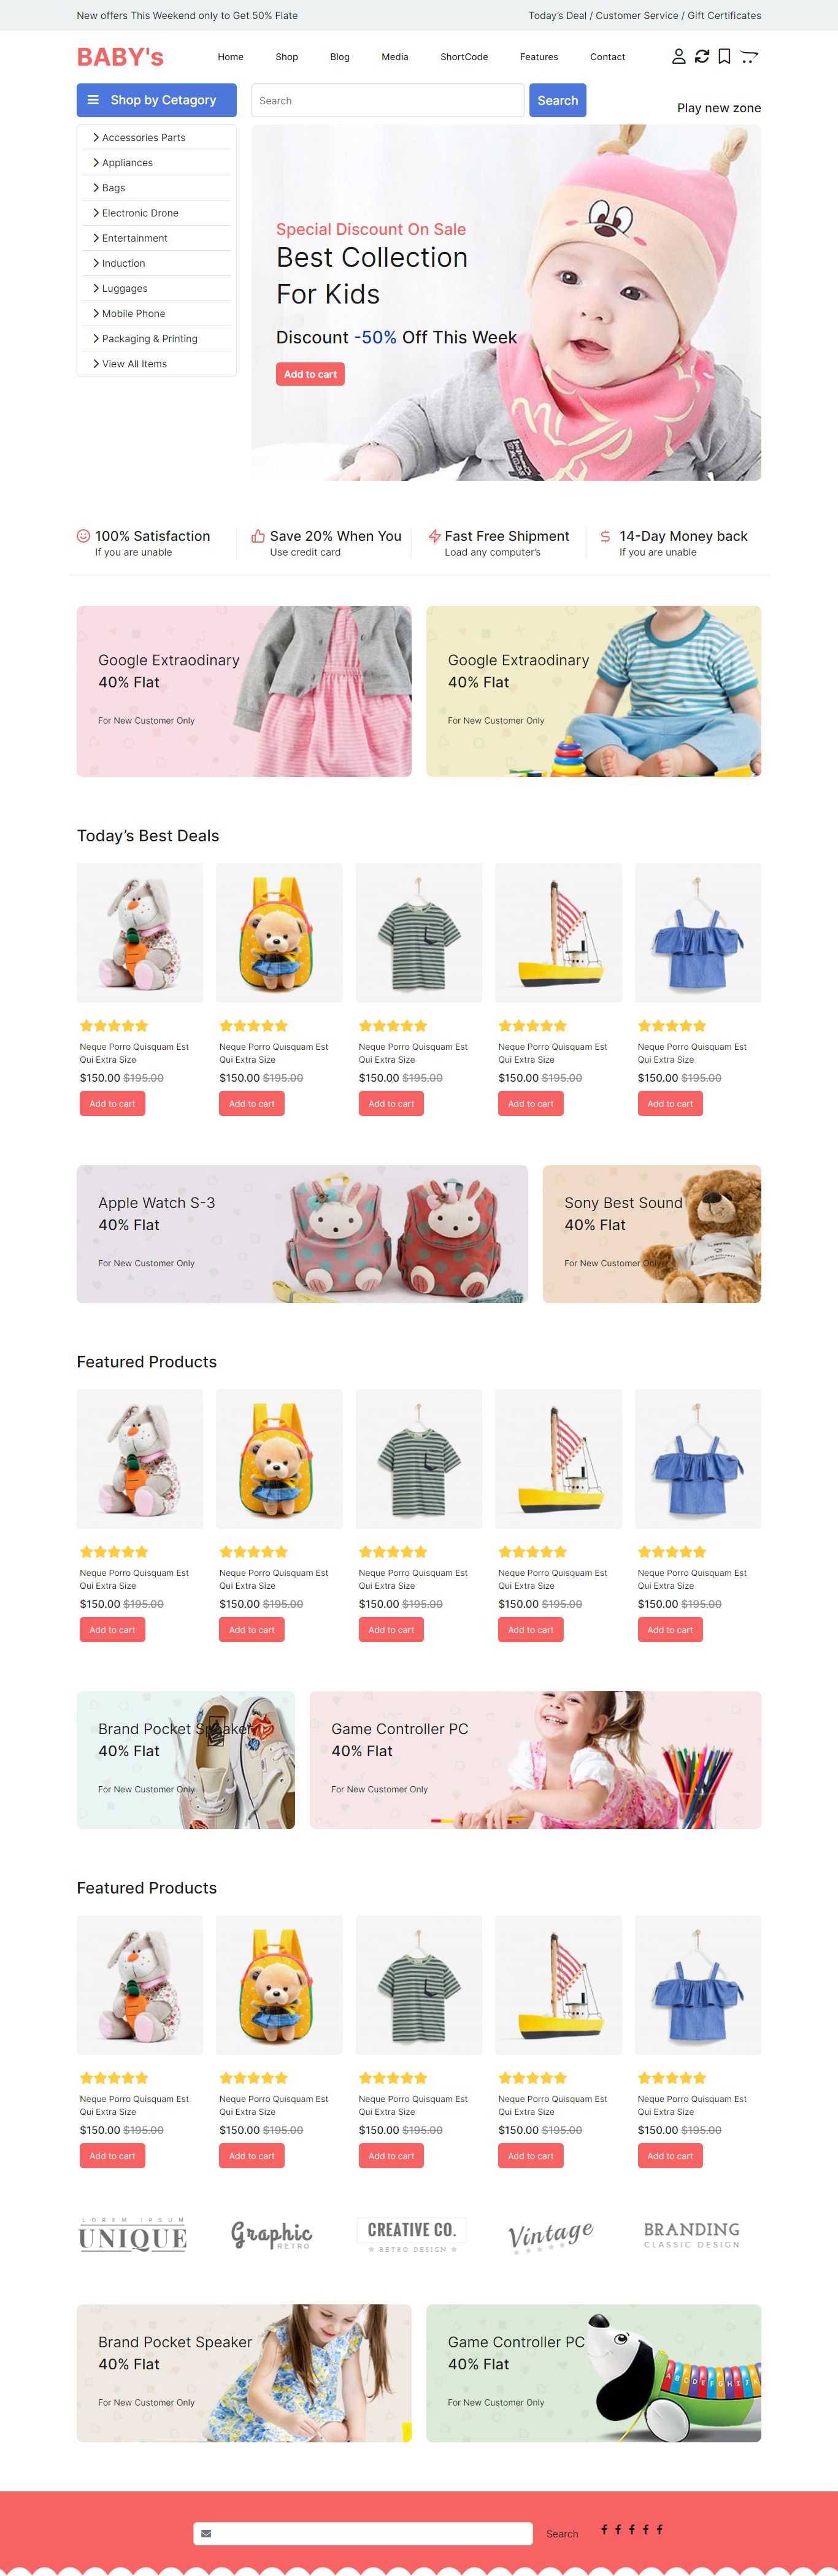 New offers This Weekend only to Get 50% Flate
Today's Deal / Customer Service / Gift Certificates
BABY's
Home
Shop
Blog
Media
ShortCode
Features
Contact
Shop by Cetagory
Search
Search
Play new zone
Accessories Parts
Appliances
Bags
Electronic Drone
Entertainment
Induction
Luggages
Mobile Phone
Packaging & Printing
View All Items
Special Discount On Sale
Best Collection
For Kids
Discount -50% Off This Week
Add to cart
100% Satisfaction
If you are unable
Save 20% When You
Use credit card
Fast Free Shipment
Load any computer's
14-Day Money back
If you are unable
Google Extraodinary
40% Flat
For New Customer Only
Google Extraodinary
40% Flat
For New Customer Only
Today's Best Deals
Neque Porro Quisquam Est
Qui Extra Size
$150.00 $195.00
Add to cart
Neque Porro Quisquam Est
Qui Extra Size
$150.00 $195.00
Add to cart
Neque Porro Quisquam Est
Qui Extra Size
$150.00 $195.00
Add to cart
Neque Porro Quisquam Est
Qui Extra Size
$150.00 $195.00
Add to cart
Neque Porro Quisquam Est
Qui Extra Size
$150.00 $195.00
Add to cart
Apple Watch S-3
40% Flat
For New Customer Only
Sony Best Sound
40% Flat
For New Customer Only
Featured Products
Neque Porro Quisquam Est
Qui Extra Size
$150.00 $195.00
Add to cart
Neque Porro Quisquam Est
Qui Extra Size
$150.00 $195.00
Add to cart
Neque Porro Quisquam Est
Qui Extra Size
$150.00 $195.00
Add to cart
Neque Porro Quisquam Est
Qui Extra Size
$150.00 $195.00
Add to cart
Neque Porro Quisquam Est
Qui Extra Size
$150.00 $195.00
Add to cart
Brand Pocket Speaker
40% Flat
For New Customer Only
Game Controller PC
40% Flat
For New Customer Only
Featured Products
Neque Porro Quisquam Est
Qui Extra Size
$150.00 $195.00
Add to cart
Neque Porro Quisquam Est
Qui Extra Size
$150.00 $195.00
Add to cart
Neque Porro Quisquam Est
Qui Extra Size
$150.00 $195.00
Add to cart
Neque Porro Quisquam Est
Qui Extra Size
$150.00 $195.00
Add to cart
Neque Porro Quisquam Est
Qui Extra Size
$150.00 $195.00
Add to cart
LOREM IPSUM
UNIQUE
Graphic
RETRO
CREATIVE CO.
RETRO DESIGN
Vintage
BRANDING
CLASSIC DESIGN
Brand Pocket Speaker
40% Flat
For New Customer Only
Game Controller PC
40% Flat
For New Customer Only
A B C D E F G H I J K
Search